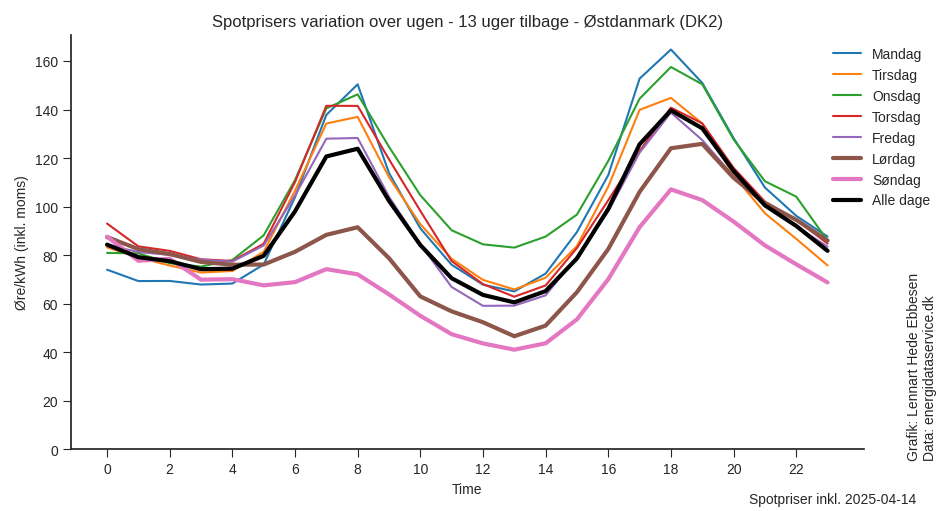 Spotprisers variation over ugen - 13 uger tilbage - Østdanmark (DK2)
Øre/kWh (inkl. moms)
160
140
120
100
80
60
40
20
0
0 2 4 6 8 10 12 14 16 18 20 22
Time
Mandag
Tirsdag
Onsdag
Torsdag
Fredag
Lørdag
Søndag
Alle dage
Grafik: Lennart Hede Ebbesen
Data: energidataservice.dk
Spotpriser inkl. 2025-04-14